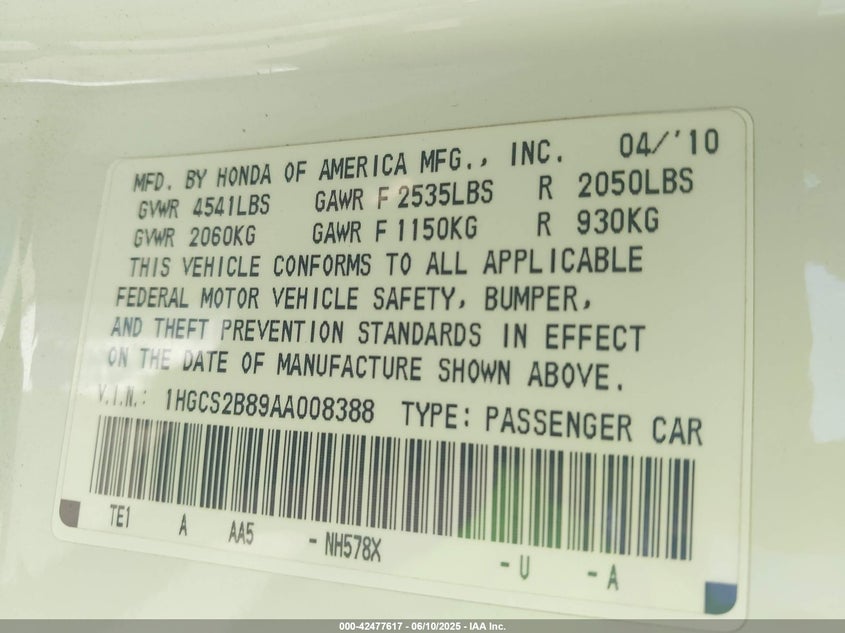 MFD. BY HONDA OF AMERICA MFG., INC. 04/'10
GVWR 4541LBS GAWR F 2535LBS R 2050LBS
GVWR 2060KG GAWR F 1150KG R 930KG
THIS VEHICLE CONFORMS TO ALL APPLICABLE
FEDERAL MOTOR VEHICLE SAFETY, BUMPER,
AND THEFT PREVENTION STANDARDS IN EFFECT
ON THE DATE OF MANUFACTURE SHOWN ABOVE.
V.I.N.: 1HGCS2B89AA008388 TYPE: PASSENGER CAR
TE1 A AA5 - NH578X - U - A
000-42477617 - 06/10/2025 - IAA Inc.